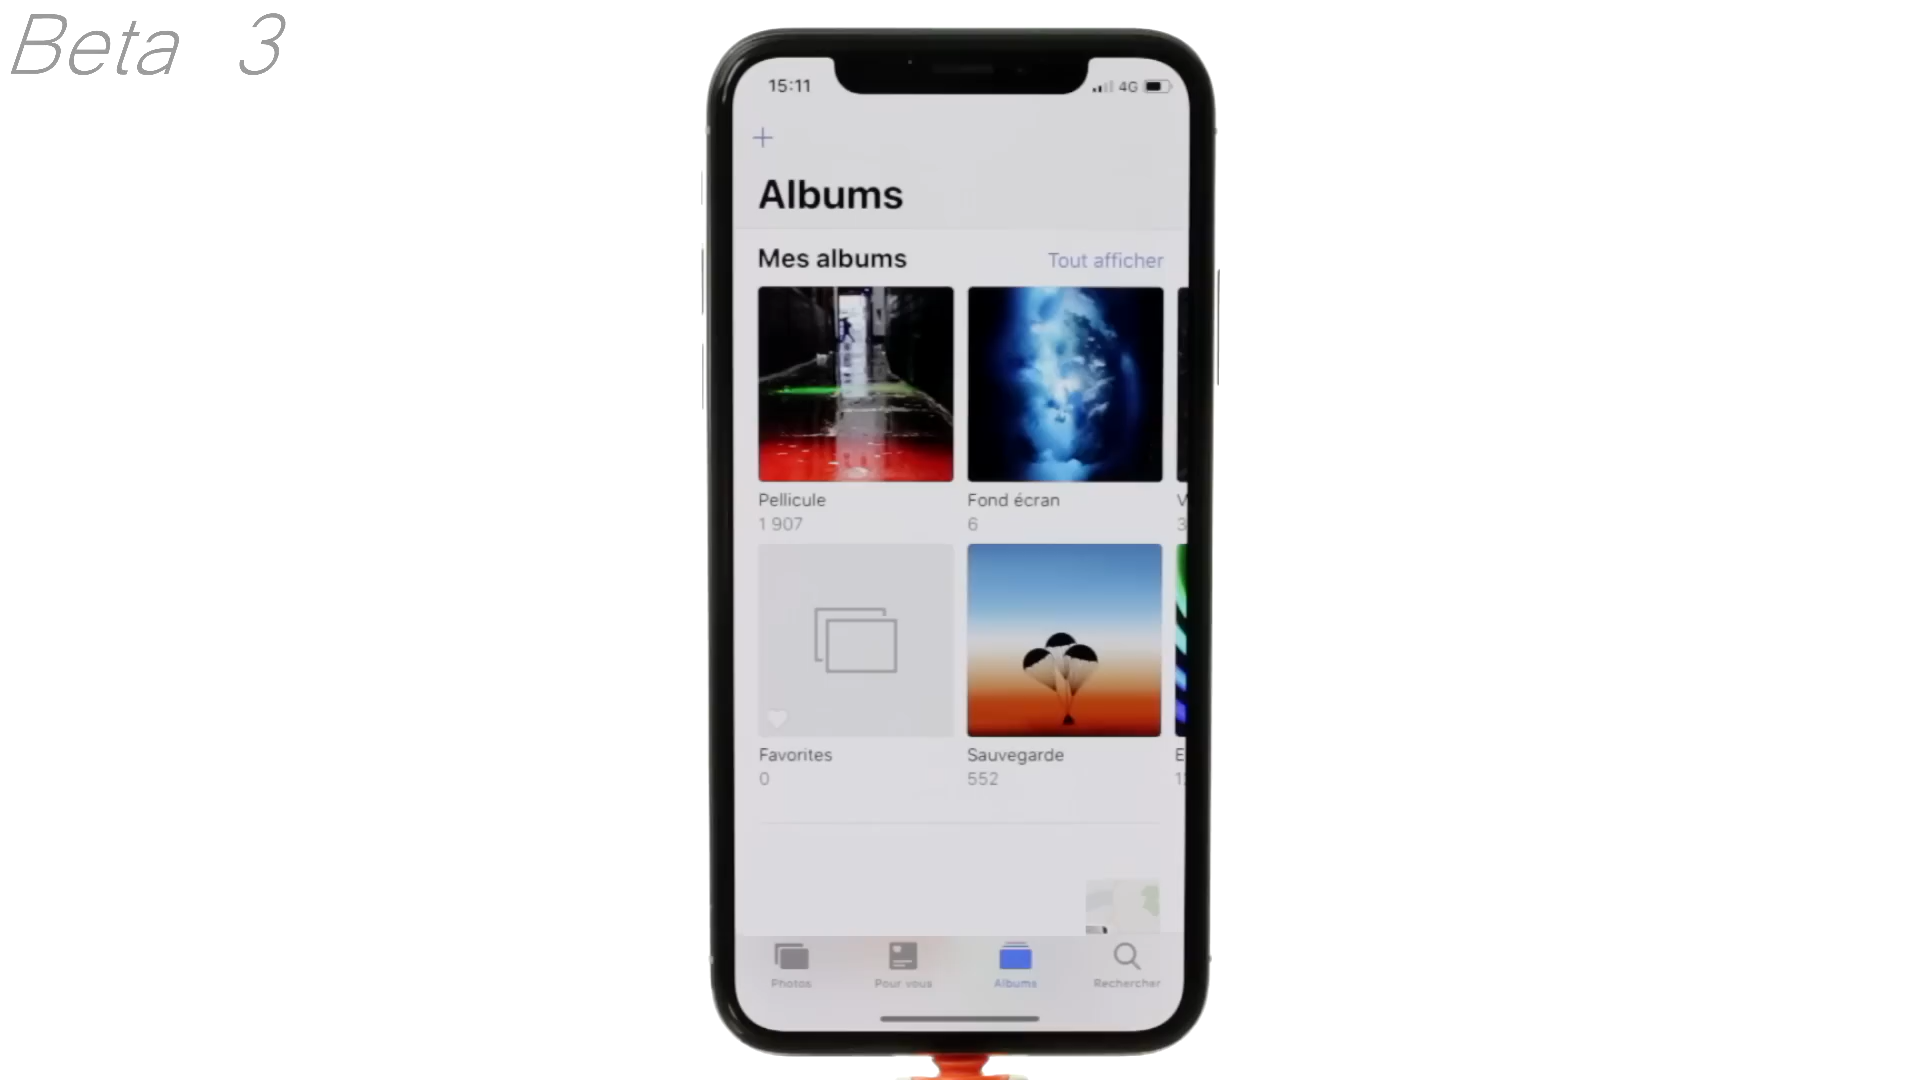 Beta 3
15:11
4G
+
Albums
Mes albums
Tout afficher
Pellicule
Fond écran
1 907
6
3
Favorites
Sauvegarde
E
0
552
Photos
Pour vous
Albums
Rechercher